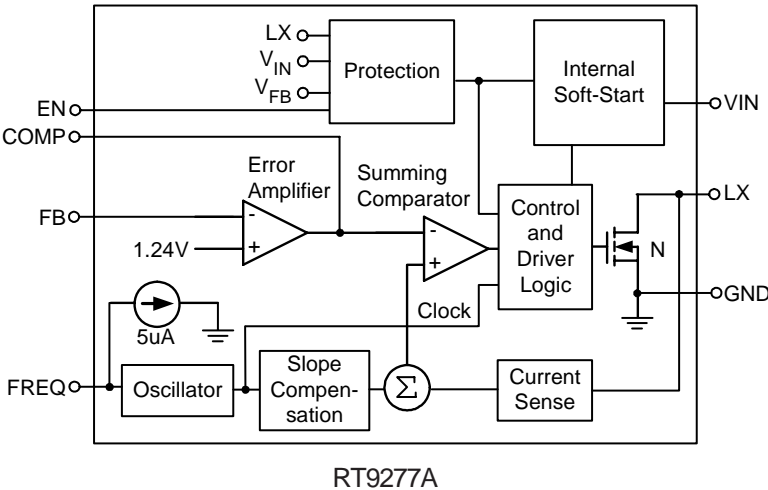 LX
VIN
VFB
Protection
Internal
Soft-Start
VIN
EN
COMP
Error
Amplifier
Summing
Comparator
FB
-
+
1.24V
-
+
Control
and
Driver
Logic
N
LX
GND
Clock
5uA
FREQ
Oscillator
Slope
Compen-
sation
Σ
Current
Sense
RT9277A